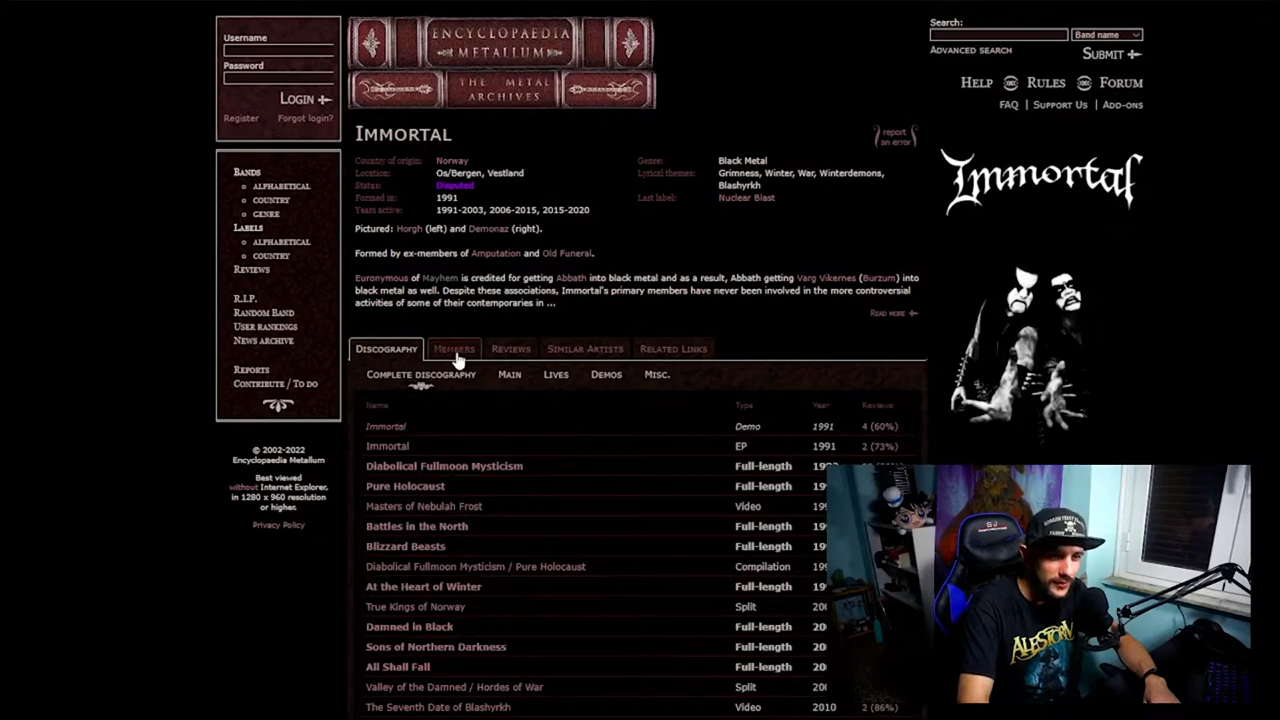 Username
Password
LOGIN
Register Forgot login?
ENCYCLOPAEDIA
METALLUM
THE METAL
ARCHIVES
Search:
Band name
ADVANCED SEARCH
SUBMIT
HELP RULES FORUM
FAQ | SUPPORT US | ADD-ONS
BANDS
ALPHABETICAL
COUNTRY
GENRE
LABELS
ALPHABETICAL
COUNTRY
REVIEWS
R.I.P.
RANDOM BAND
USER RANKINGS
NEWS ARCHIVE
REPORTS
CONTRIBUTE / TO DO
© 2002-2022
Encyclopaedia Metallum
Best viewed
without Internet Explorer,
in 1280 x 960 resolution
or higher.
Privacy Policy
IMMORTAL
report
an error
Country of origin: Norway
Location: Os/Bergen, Vestland
Status: Disputed
Formed in: 1991
Years active: 1991-2003, 2006-2015, 2015-2020
Genre: Black Metal
Lyrical themes: Grimness, Winter, War, Winterdemons,
Blashyrkh
Last label: Nuclear Blast
Pictured: Horgh (left) and Demonaz (right).
Formed by ex-members of Amputation and Old Funeral.
Euronymous of Mayhem is credited for getting Abbath into black metal and as a result, Abbath getting Varg Vikernes (Burzum) into
black metal as well. Despite these associations, Immortal's primary members have never been involved in the more controversial
activities of some of their contemporaries in ...
READ MORE
DISCOGRAPHY MEMBERS REVIEWS SIMILAR ARTISTS RELATED LINKS
COMPLETE DISCOGRAPHY MAIN LIVES DEMOS MISC.
Name Type Year Reviews
Immortal Demo 1991 4 (60%)
Immortal EP 1991 2 (73%)
Diabolical Fullmoon Mysticism Full-length
Pure Holocaust Full-length 19
Masters of Nebulah Frost Video 19
Battles in the North Full-length 19
Blizzard Beasts Full-length 19
Diabolical Fullmoon Mysticism / Pure Holocaust Compilation 19
At the Heart of Winter Full-length 19
True Kings of Norway Split 20
Damned in Black Full-length 20
Sons of Northern Darkness Full-length 20
All Shall Fall Full-length 20
Valley of the Damned / Hordes of War Split 20
The Seventh Date of Blashyrkh Video 2010 2 (86%)
Immortal
SJ
ALESTORM